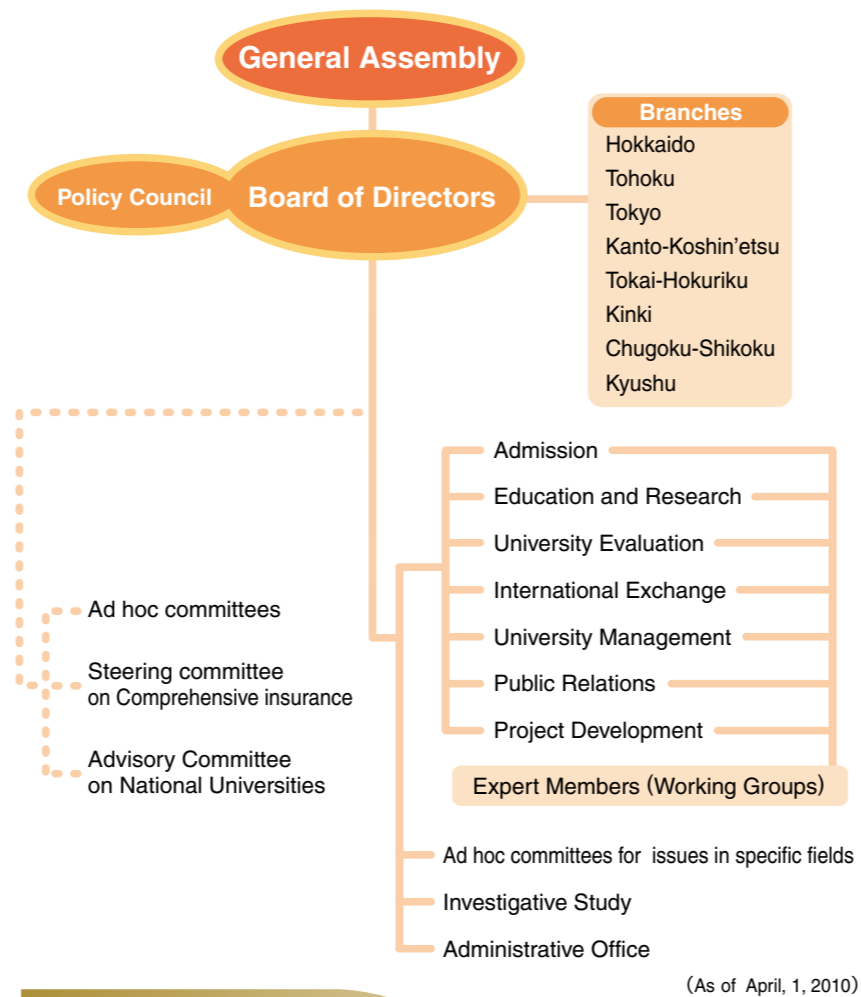 General Assembly
Policy Council
Board of Directors
Branches
Hokkaido
Tohoku
Tokyo
Kanto-Koshin’etsu
Tokai-Hokuriku
Kinki
Chugoku-Shikoku
Kyushu
Ad hoc committees
Steering committee
on Comprehensive insurance
Advisory Committee
on National Universities
Admission
Education and Research
University Evaluation
International Exchange
University Management
Public Relations
Project Development
Expert Members (Working Groups)
Ad hoc committees for issues in specific fields
Investigative Study
Administrative Office
(As of April, 1, 2010)